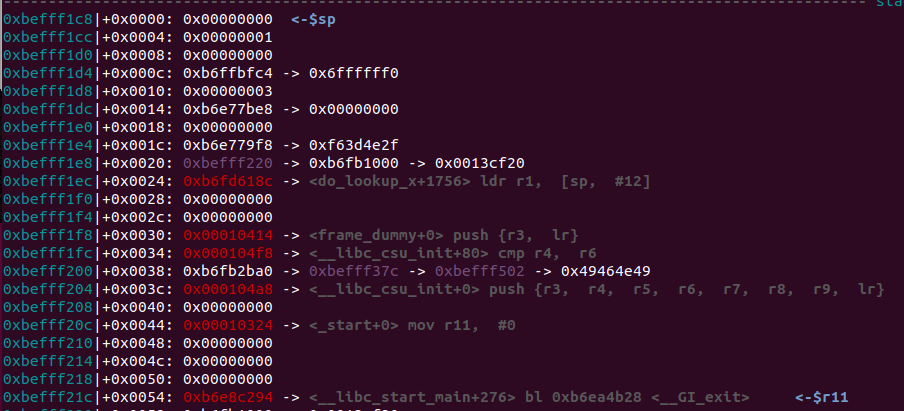 sta
0xbefff1c8|+0x0000: 0x00000000 <-$sp
0xbefff1cc|+0x0004: 0x00000001
0xbefff1d0|+0x0008: 0x00000000
0xbefff1d4|+0x000c: 0xb6ffbfc4 -> 0x6ffffff0
0xbefff1d8|+0x0010: 0x00000003
0xbefff1dc|+0x0014: 0xb6e77be8 -> 0x00000000
0xbefff1e0|+0x0018: 0x00000000
0xbefff1e4|+0x001c: 0xb6e779f8 -> 0xf63d4e2f
0xbefff1e8|+0x0020: 0xbefff220 -> 0xb6fb1000 -> 0x0013cf20
0xbefff1ec|+0x0024: 0xb6fd618c -> <do_lookup_x+1756> ldr r1, [sp, #12]
0xbefff1f0|+0x0028: 0x00000000
0xbefff1f4|+0x002c: 0x00000000
0xbefff1f8|+0x0030: 0x00010414 -> <frame_dummy+0> push {r3, lr}
0xbefff1fc|+0x0034: 0x000104f8 -> <__libc_csu_init+80> cmp r4, r6
0xbefff200|+0x0038: 0xb6fb2ba0 -> 0xbefff37c -> 0xbefff502 -> 0x49464e49
0xbefff204|+0x003c: 0x000104a8 -> <__libc_csu_init+0> push {r3, r4, r5, r6, r7, r8, r9, lr}
0xbefff208|+0x0040: 0x00000000
0xbefff20c|+0x0044: 0x00010324 -> <_start+0> mov r11, #0
0xbefff210|+0x0048: 0x00000000
0xbefff214|+0x004c: 0x00000000
0xbefff218|+0x0050: 0x00000000
0xbefff21c|+0x0054: 0xb6e8c294 -> <__libc_start_main+276> bl 0xb6ea4b28 <__GI_exit> <-$r11